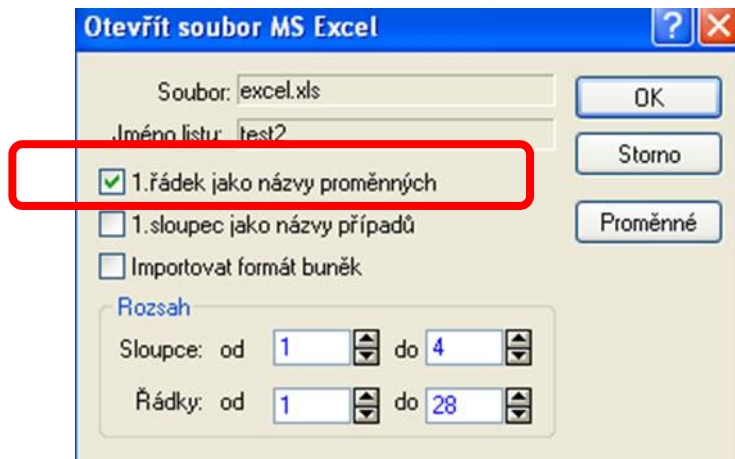 Otevřít soubor MS Excel
Soubor: excel.xls
OK
Jméno listu: test2
Storno
1.řádek jako názvy proměnných
1.sloupec jako názvy případů
Proměnné
Importovat formát buněk
Rozsah
Sloupce: od 1 do 4
Řádky: od 1 do 28